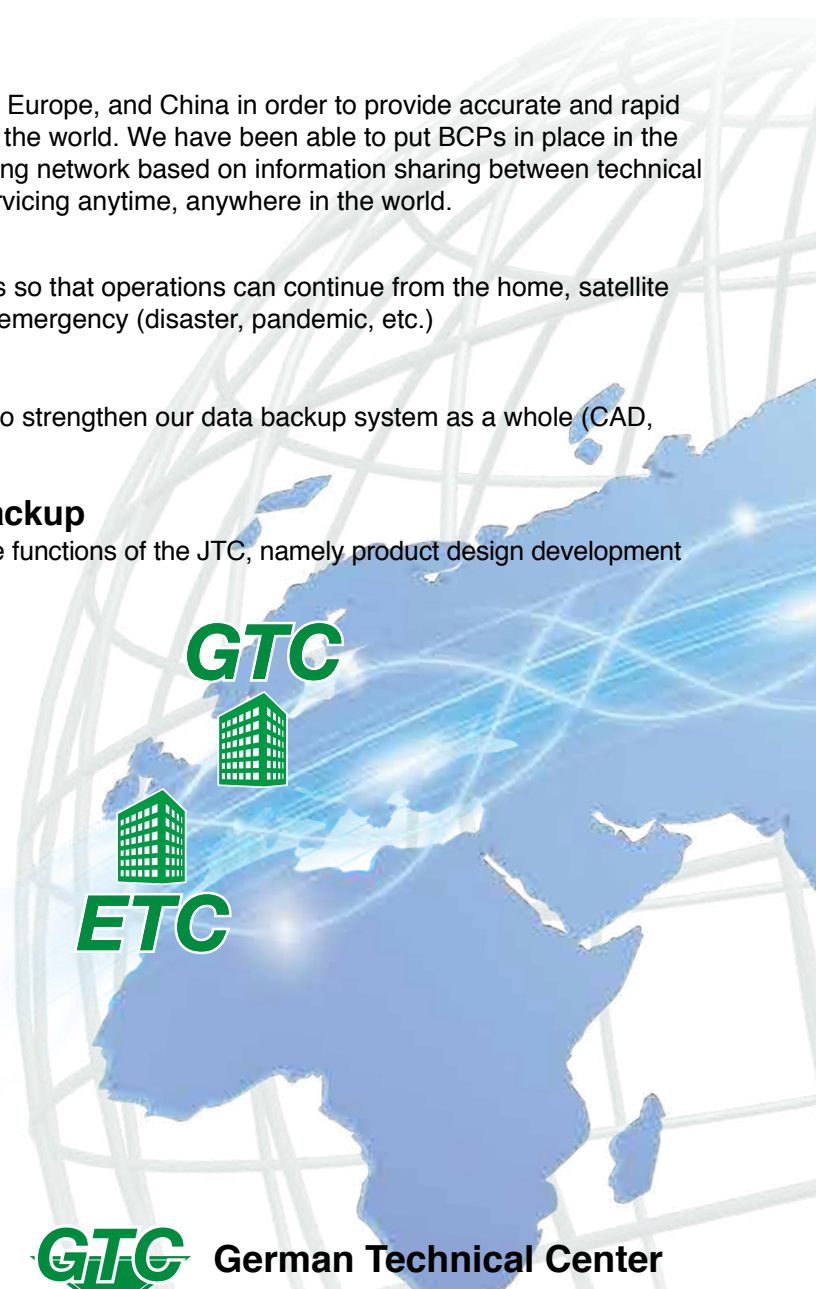 Europe, and China in order to provide accurate and rapid
the world. We have been able to put BCPs in place in the
ng network based on information sharing between technical
rvicing anytime, anywhere in the world.
s so that operations can continue from the home, satellite
emergency (disaster, pandemic, etc.)
o strengthen our data backup system as a whole (CAD,
ackup
e functions of the JTC, namely product design development
GTC
ETC
GTC German Technical Center